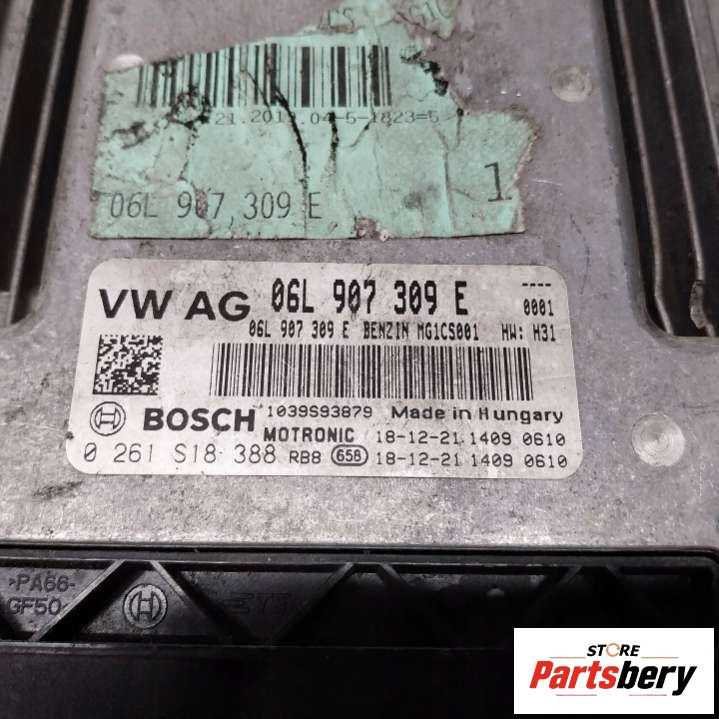 21.2018.04-5-1823=5
06L 907 309 E
1
VW AG 06L 907 309 E ----
06L 907 309 E BENZIN MG1CS001 HW: H31 0001
BOSCH 1039S93879 Made in Hungary
MOTRONIC 18-12-21 1409 0610
0 261 S18 388 RB8 656 18-12-21 1409 0610
>PA66-
GF50
STORE
Partsbery